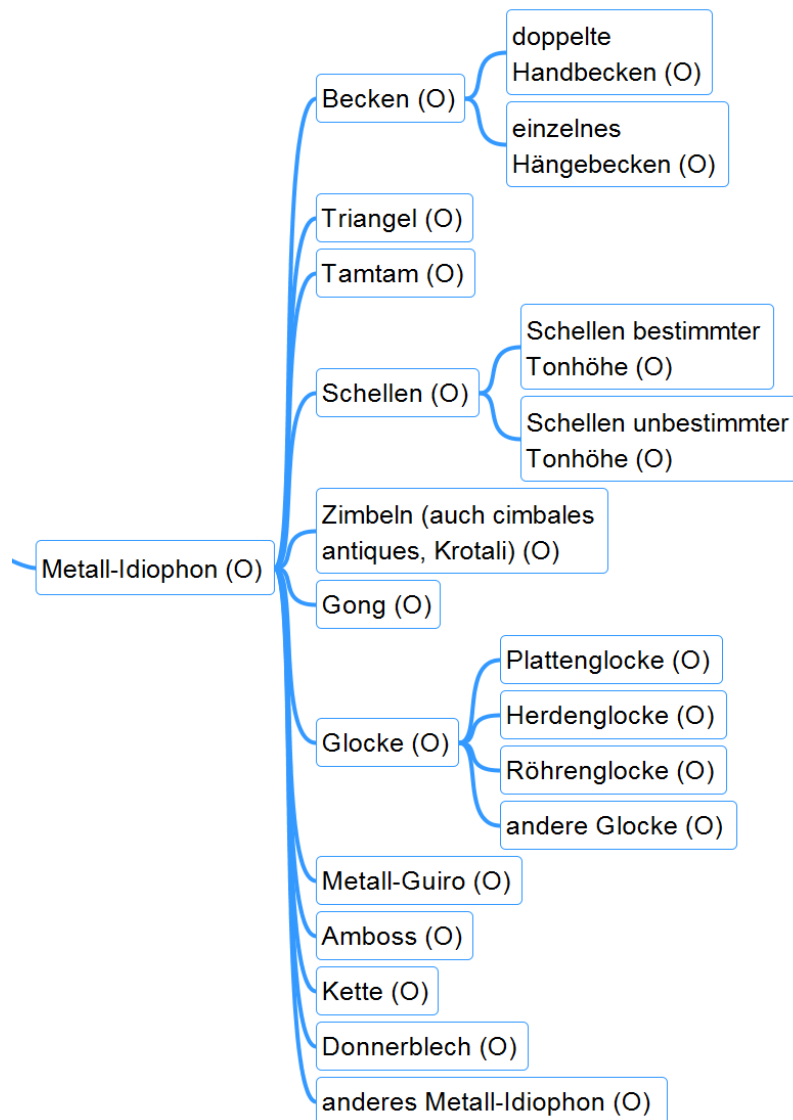 doppelte
Handbecken (O)
Becken (O)
einzelnes
Hängebecken (O)
Triangel (O)
Tamtam (O)
Schellen bestimmter
Tonhöhe (O)
Schellen (O)
Schellen unbestimmter
Tonhöhe (O)
Zimbeln (auch cimbales
antiques, Krotali) (O)
Metall-Idiophon (O)
Gong (O)
Plattenglocke (O)
Herdenglocke (O)
Glocke (O)
Röhrenglocke (O)
andere Glocke (O)
Metall-Guiro (O)
Amboss (O)
Kette (O)
Donnerblech (O)
anderes Metall-Idiophon (O)